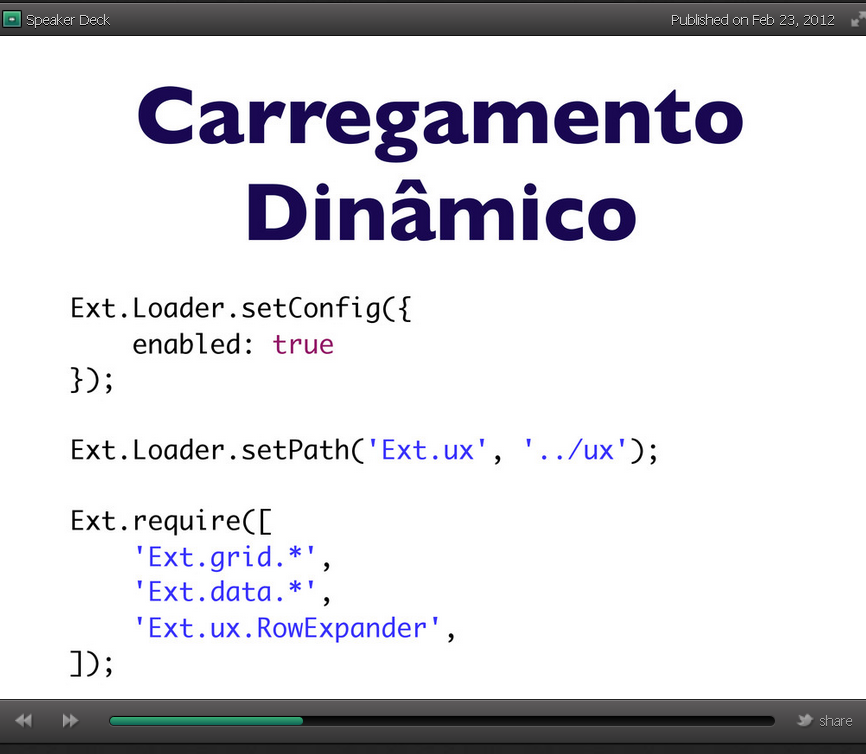 Speaker Deck
Published on Feb 23, 2012
Carregamento
Dinâmico
Ext.Loader.setConfig({
    enabled: true
});
Ext.Loader.setPath('Ext.ux', '../ux');
Ext.require([
    'Ext.grid.*',
    'Ext.data.*',
    'Ext.ux.RowExpander',
]);
share